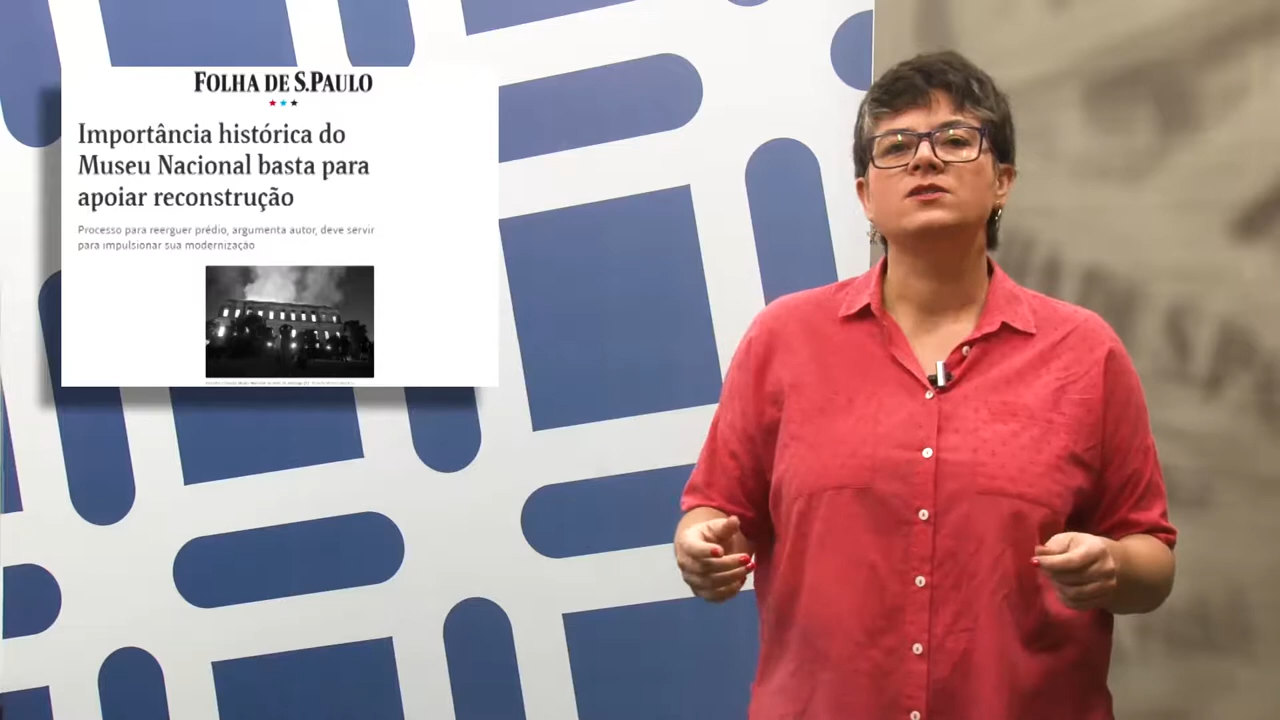 FOLHA DE S.PAULO
Importância histórica do
Museu Nacional basta para
apoiar reconstrução
Processo para reerguer prédio, argumenta autor, deve servir
para impulsionar sua modernização